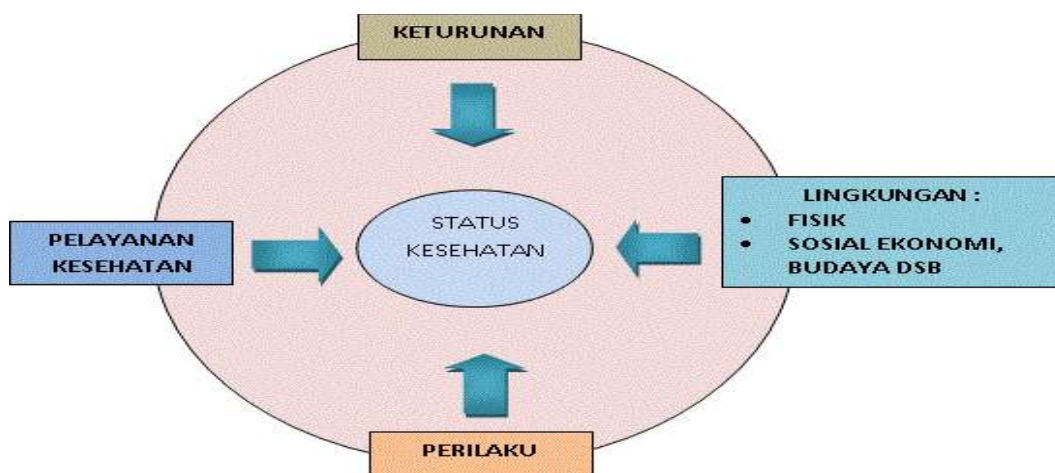 KETURUNAN
STATUS
KESEHATAN
PELAYANAN
KESEHATAN
LINGKUNGAN :
• FISIK
• SOSIAL EKONOMI,
BUDAYA DSB
PERILAKU